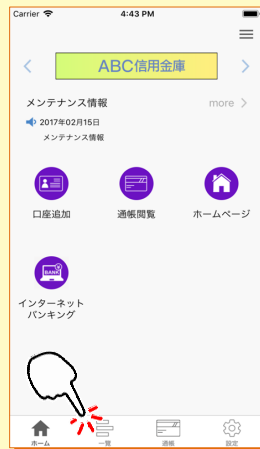 Carrier 4:43 PM
ABC信用金庫
メンテナンス情報 more
2017年02月15日
メンテナンス情報
口座追加 通帳閲覧 ホームページ
BANK
インターネット
バンキング
ホーム 一覧 通帳 設定